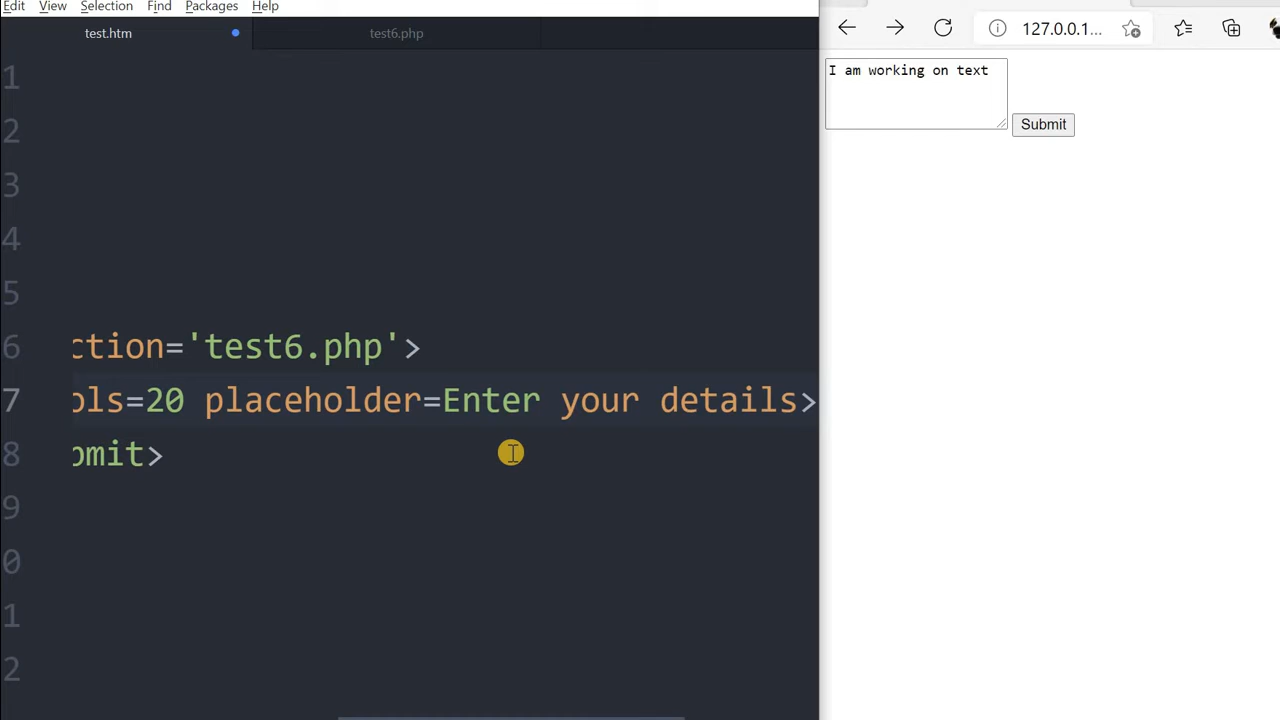 Edit View Selection Find Packages Help
test.htm test6.php
127.0.0.1...
I am working on text
Submit
1
2
3
4
5
6 ction='test6.php'>
7 ols=20 placeholder=Enter your details>
8 bmit>
9
0
1
2